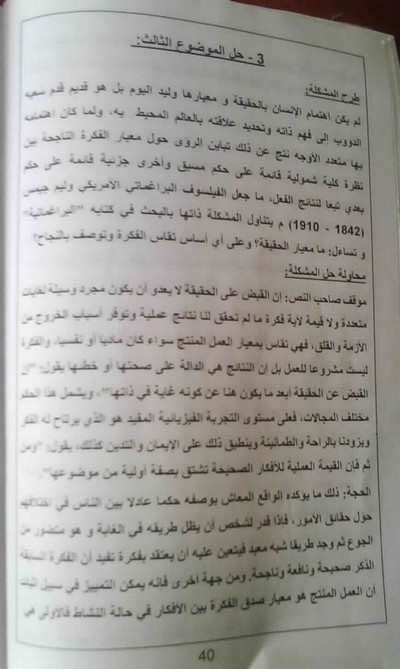 3 - حل الموضوع الثالث:
طرح المشكلة:
لم يكن اهتمام الإنسان بالحقيقة و معيارها وليد اليوم بل هو قديم قدم سعيه
الدؤوب إلى فهم ذاته وتحديد علاقته بالعالم المحيط به، ولما كان اهتمامه
بها متعدد الأوجه نتج عن ذلك تباين الرؤى حول معيار الفكرة الناجحة بين
نظرة كلية شمولية قائمة على حكم مسبق وأخرى جزئية قائمة على حكم
بعدي تبعا لنتائج الفعل، ما جعل الفيلسوف البراغماتي الأمريكي وليم جيمس
(1842 - 1910) م يتناول المشكلة ذاتها بالبحث في كتابه "البراغماتية"
و تساءل: ما معيار الحقيقة؟ وعلى أي أساس تقاس الفكرة وتوصف بالنجاح؟
محاولة حل المشكلة:
موقف صاحب النص: إن القبض على الحقيقة لا يعدو أن يكون مجرد وسيلة لغايات
متعددة ولا قيمة لأية فكرة ما لم تحقق لنا نتائج عملية وتوفر أسباب الخروج من
الأزمة والقلق، فهي تقاس بمعيار العمل المنتج سواء كان ماديا أو نفسيا، والفكرة
ليست مشروعا للعمل بل إن النتائج هي الدالة على صحتها أو خطئها يقول: "إن
القبض عن الحقيقة أبعد ما يكون هنا عن كونه غاية في ذاتها"، ويشمل هذا الحكم
مختلف المجالات، فعلى مستوى التجربة الفيزيائية المفيد هو الذي يرتاح له الفكر
ويزودنا بالراحة والطمأنينة وينطبق ذلك على الإيمان والتدين كذلك، يقول: "ومن
ثم فإن القيمة العملية للأفكار الصحيحة تشتق بصفة أولية من موضوعها".
الحجة: ذلك ما يؤكده الواقع المعاش بوصفه حكما عادلا بين الناس في اختلافهم
حول حقائق الأمور، فإذا قدر لشخص أن يظل طريقه في الغابة و هو متضور من
الجوع ثم وجد طريقا شبه معبد فيتعين عليه أن يعتقد بفكرة تفيد أن الفكرة السابقة
الذكر صحيحة ونافعة وناجحة. ومن جهة أخرى فإنه يمكن التمييز في سبيل إثبات
أن العمل المنتج هو معيار صدق الفكرة بين الأفكار في حالة النشاط فالأولى هي
40